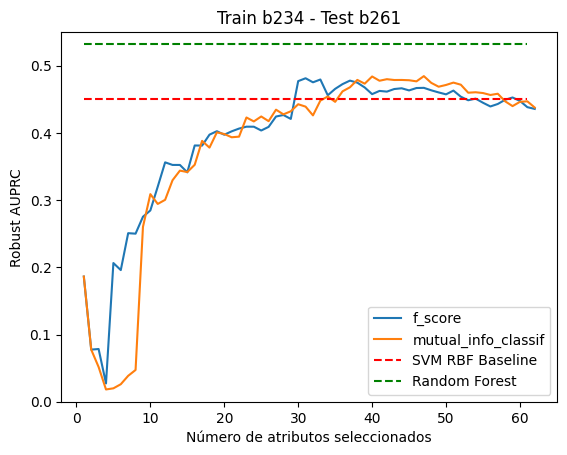 Train b234 - Test b261
Robust AUPRC
0.5
0.4
0.3
0.2
0.1
0.0
f_score
mutual_info_classif
SVM RBF Baseline
Random Forest
0 10 20 30 40 50 60
Número de atributos seleccionados